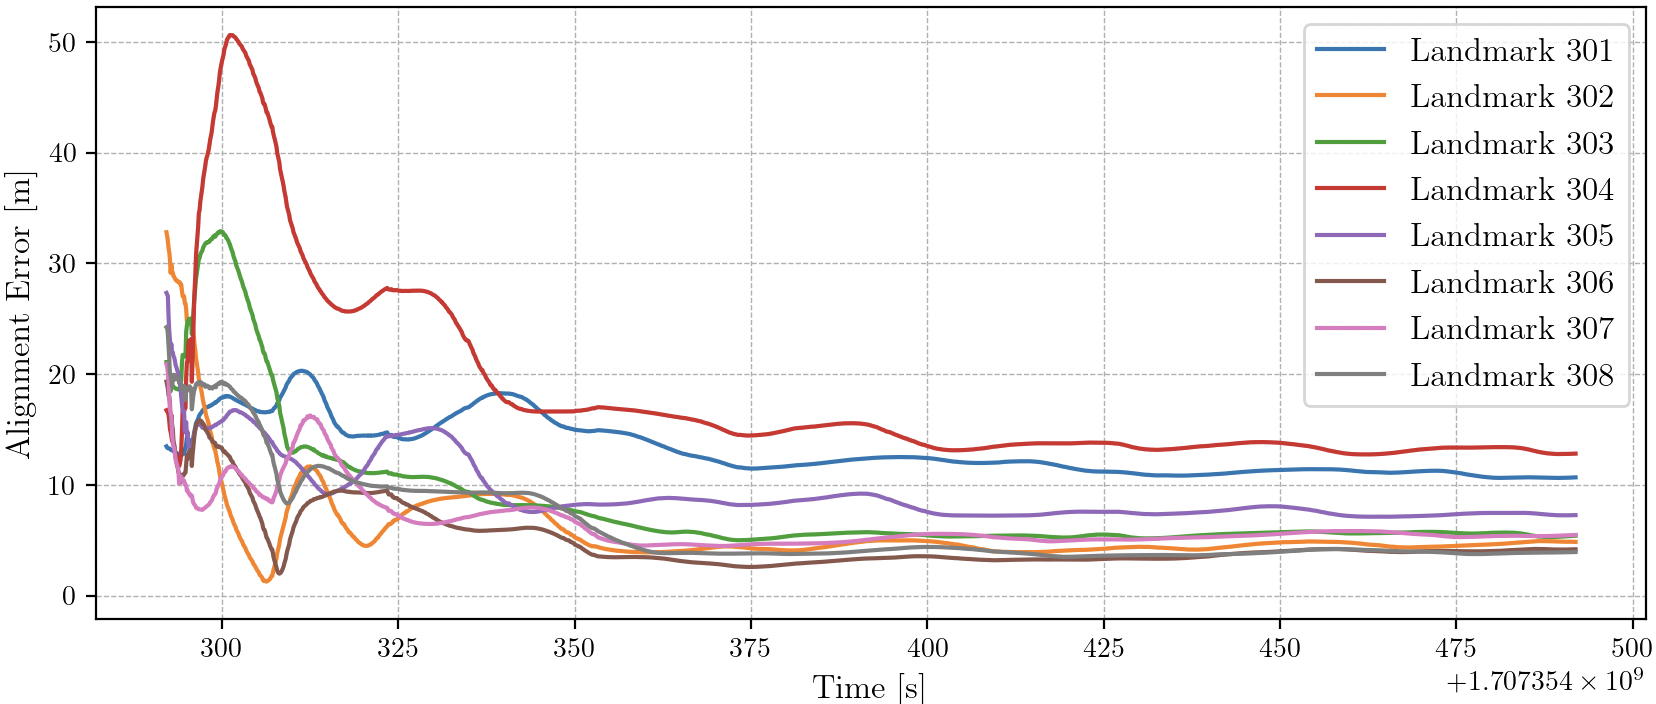 Alignment Error [m]
50
40
30
20
10
0
Landmark 301
Landmark 302
Landmark 303
Landmark 304
Landmark 305
Landmark 306
Landmark 307
Landmark 308
300 325 350 375 400 425 450 475 500
Time [s]
+1.707354 × 10⁹